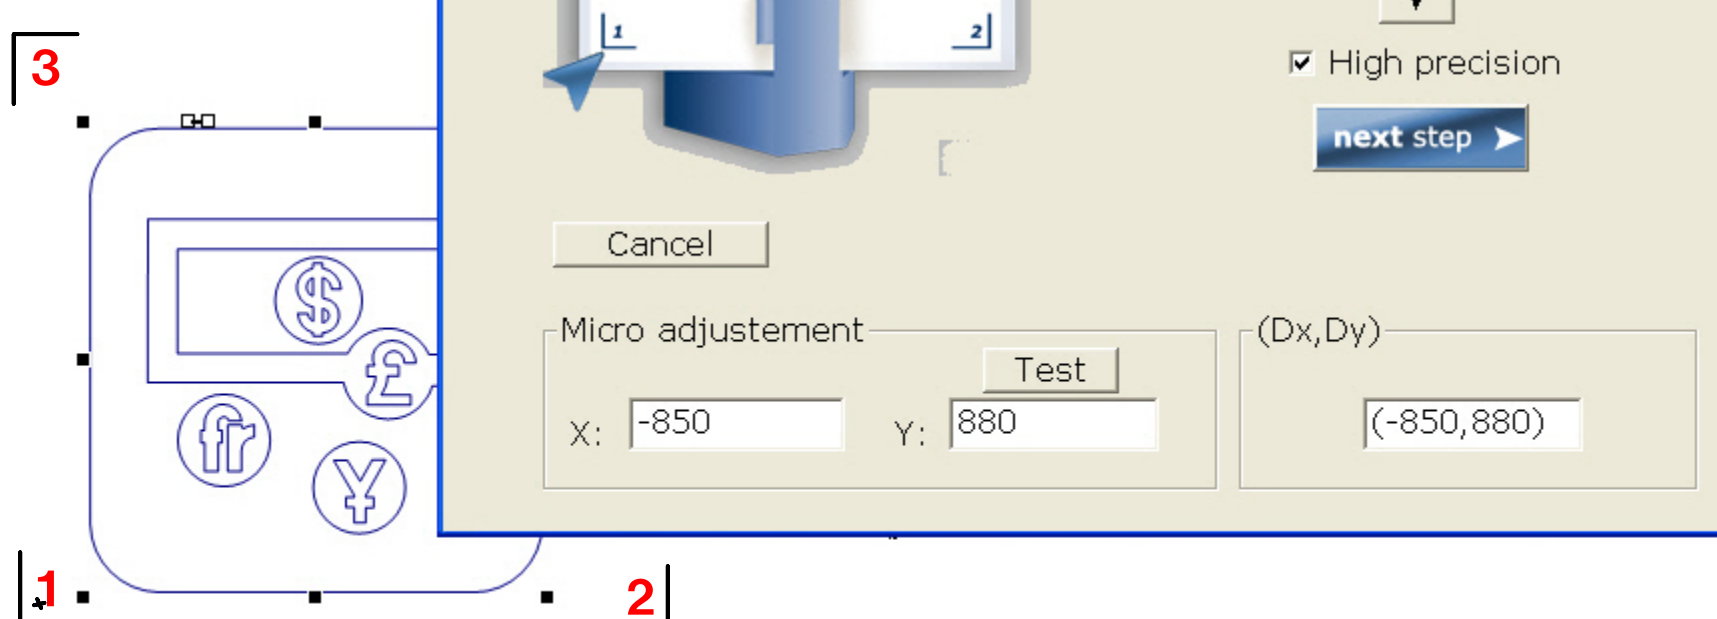 3
1
2
High precision
next step
Cancel
$
£
fr
¥
Micro adjustement
Test
X: -850
Y: 880
(Dx,Dy)
(-850,880)
1
2